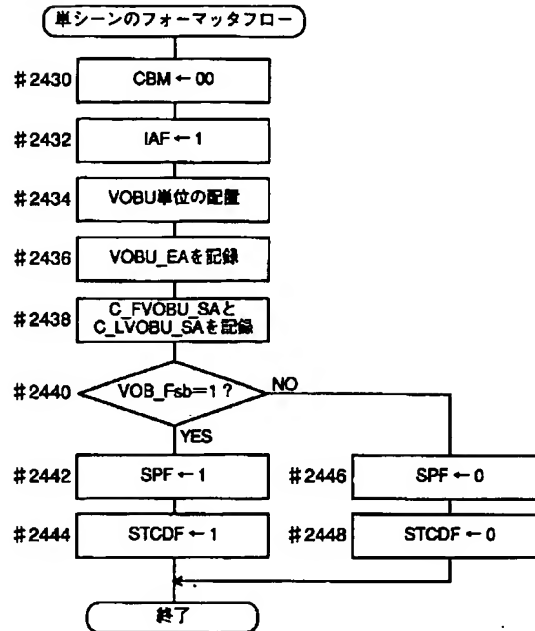 単シーンのフォーマッタフロー
#2430
CBM ← 00
#2432
IAF ← 1
#2434
VOBU単位の配置
#2436
VOBU_EAを記録
#2438
C_FVOBU_SAと
C_LVOBU_SAを記録
#2440
VOB_Fsb=1 ?
NO
YES
#2442
SPF ← 1
#2446
SPF ← 0
#2444
STCDF ← 1
#2448
STCDF ← 0
終了